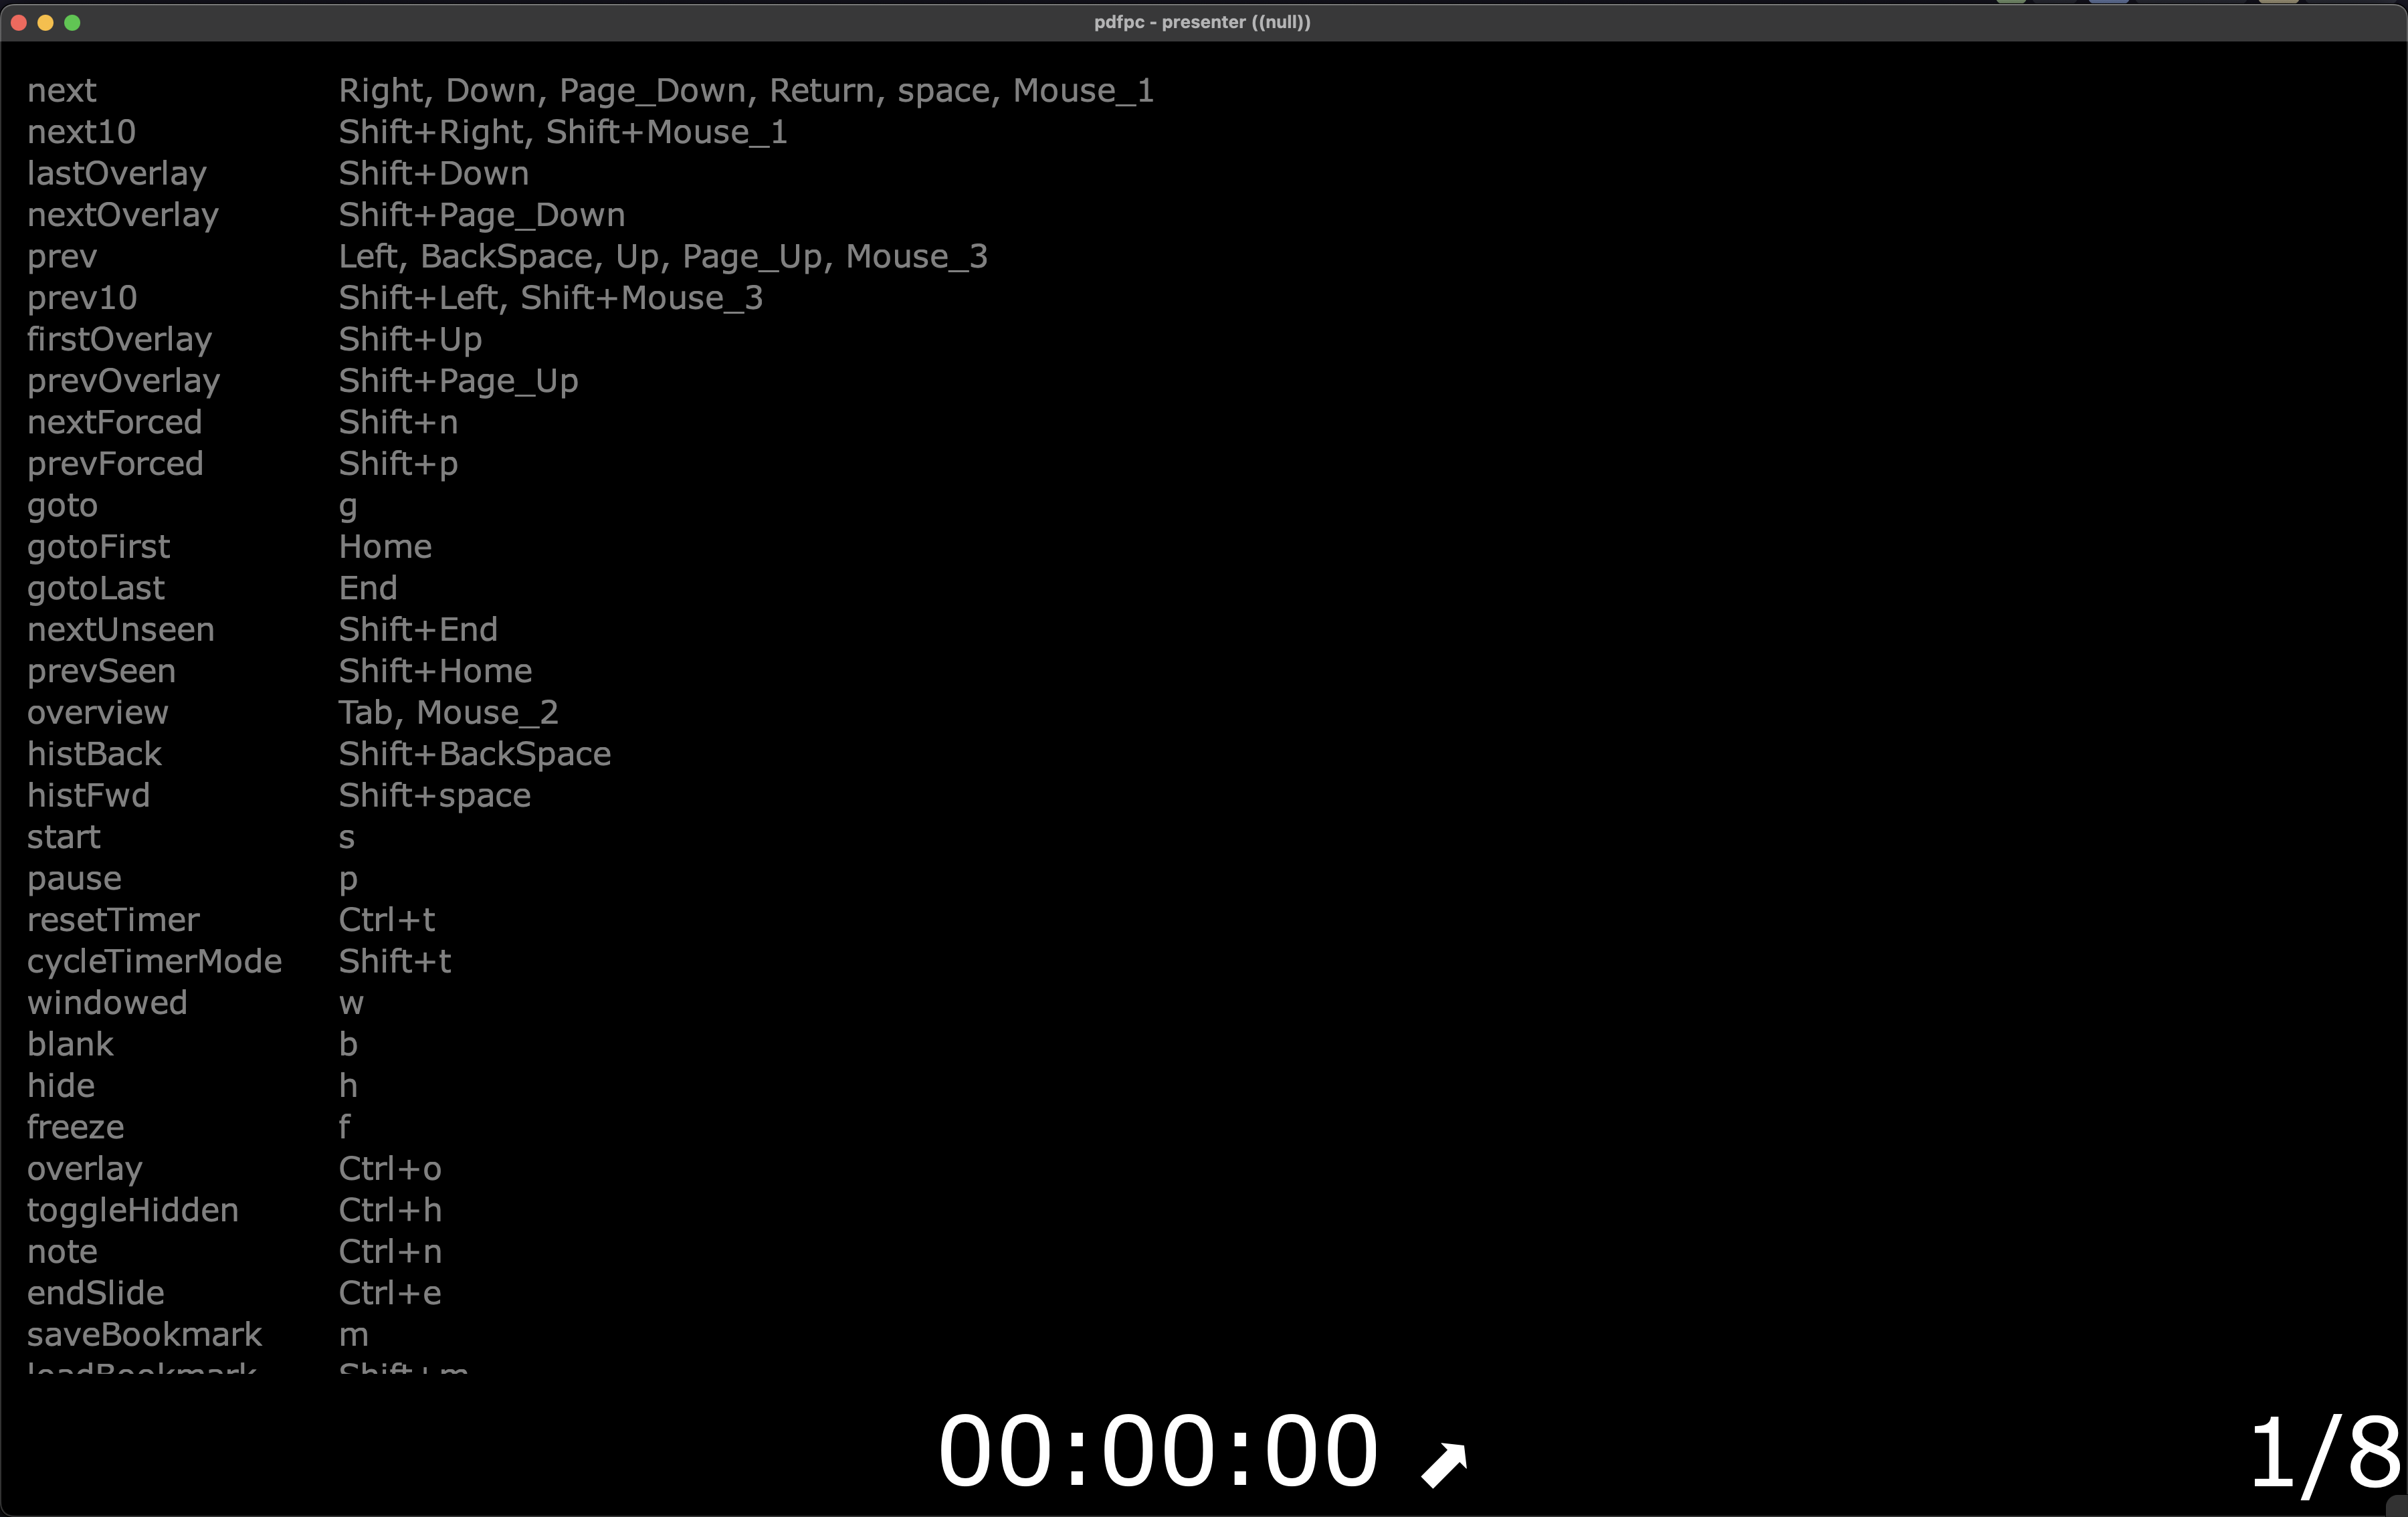 pdfpc - presenter ((null))
next Right, Down, Page_Down, Return, space, Mouse_1
next10 Shift+Right, Shift+Mouse_1
lastOverlay Shift+Down
nextOverlay Shift+Page_Down
prev Left, BackSpace, Up, Page_Up, Mouse_3
prev10 Shift+Left, Shift+Mouse_3
firstOverlay Shift+Up
prevOverlay Shift+Page_Up
nextForced Shift+n
prevForced Shift+p
goto g
gotoFirst Home
gotoLast End
nextUnseen Shift+End
prevSeen Shift+Home
overview Tab, Mouse_2
histBack Shift+BackSpace
histFwd Shift+space
start s
pause p
resetTimer Ctrl+t
cycleTimerMode Shift+t
windowed w
blank b
hide h
freeze f
overlay Ctrl+o
toggleHidden Ctrl+h
note Ctrl+n
endSlide Ctrl+e
saveBookmark m
loadBookmark Shift+m
00:00:00 ⬈ 1/8